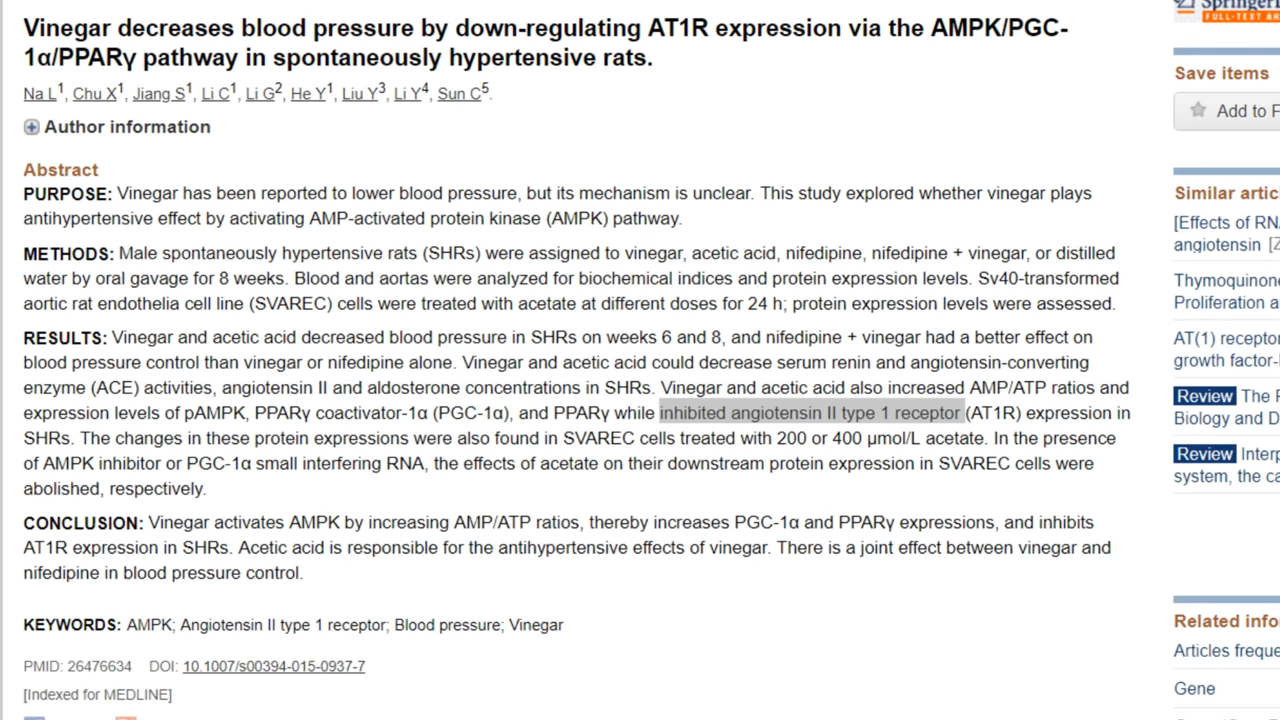 Vinegar decreases blood pressure by down-regulating AT1R expression via the AMPK/PGC-
1α/PPARγ pathway in spontaneously hypertensive rats.
Na L1, Chu X1, Jiang S1, Li C1, Li G2, He Y1, Liu Y3, Li Y4, Sun C5.
Author information
Abstract
PURPOSE: Vinegar has been reported to lower blood pressure, but its mechanism is unclear. This study explored whether vinegar plays
antihypertensive effect by activating AMP-activated protein kinase (AMPK) pathway.
METHODS: Male spontaneously hypertensive rats (SHRs) were assigned to vinegar, acetic acid, nifedipine, nifedipine + vinegar, or distilled
water by oral gavage for 8 weeks. Blood and aortas were analyzed for biochemical indices and protein expression levels. Sv40-transformed
aortic rat endothelia cell line (SVAREC) cells were treated with acetate at different doses for 24 h; protein expression levels were assessed.
RESULTS: Vinegar and acetic acid decreased blood pressure in SHRs on weeks 6 and 8, and nifedipine + vinegar had a better effect on
blood pressure control than vinegar or nifedipine alone. Vinegar and acetic acid could decrease serum renin and angiotensin-converting
enzyme (ACE) activities, angiotensin II and aldosterone concentrations in SHRs. Vinegar and acetic acid also increased AMP/ATP ratios and
expression levels of pAMPK, PPARγ coactivator-1α (PGC-1α), and PPARγ while inhibited angiotensin II type 1 receptor (AT1R) expression in
SHRs. The changes in these protein expressions were also found in SVAREC cells treated with 200 or 400 μmol/L acetate. In the presence
of AMPK inhibitor or PGC-1α small interfering RNA, the effects of acetate on their downstream protein expression in SVAREC cells were
abolished, respectively.
CONCLUSION: Vinegar activates AMPK by increasing AMP/ATP ratios, thereby increases PGC-1α and PPARγ expressions, and inhibits
AT1R expression in SHRs. Acetic acid is responsible for the antihypertensive effects of vinegar. There is a joint effect between vinegar and
nifedipine in blood pressure control.
KEYWORDS: AMPK; Angiotensin II type 1 receptor; Blood pressure; Vinegar
PMID: 26476634 DOI: 10.1007/s00394-015-0937-7
[Indexed for MEDLINE]
FULL-TEXT AR
Save items
Add to F
Similar artic
[Effects of RN
angiotensin [Z
Thymoquinone
Proliferation a
AT(1) receptor
growth factor-
Review The
Biology and D
Review Interp
system, the ca
Related info
Articles freque
Gene